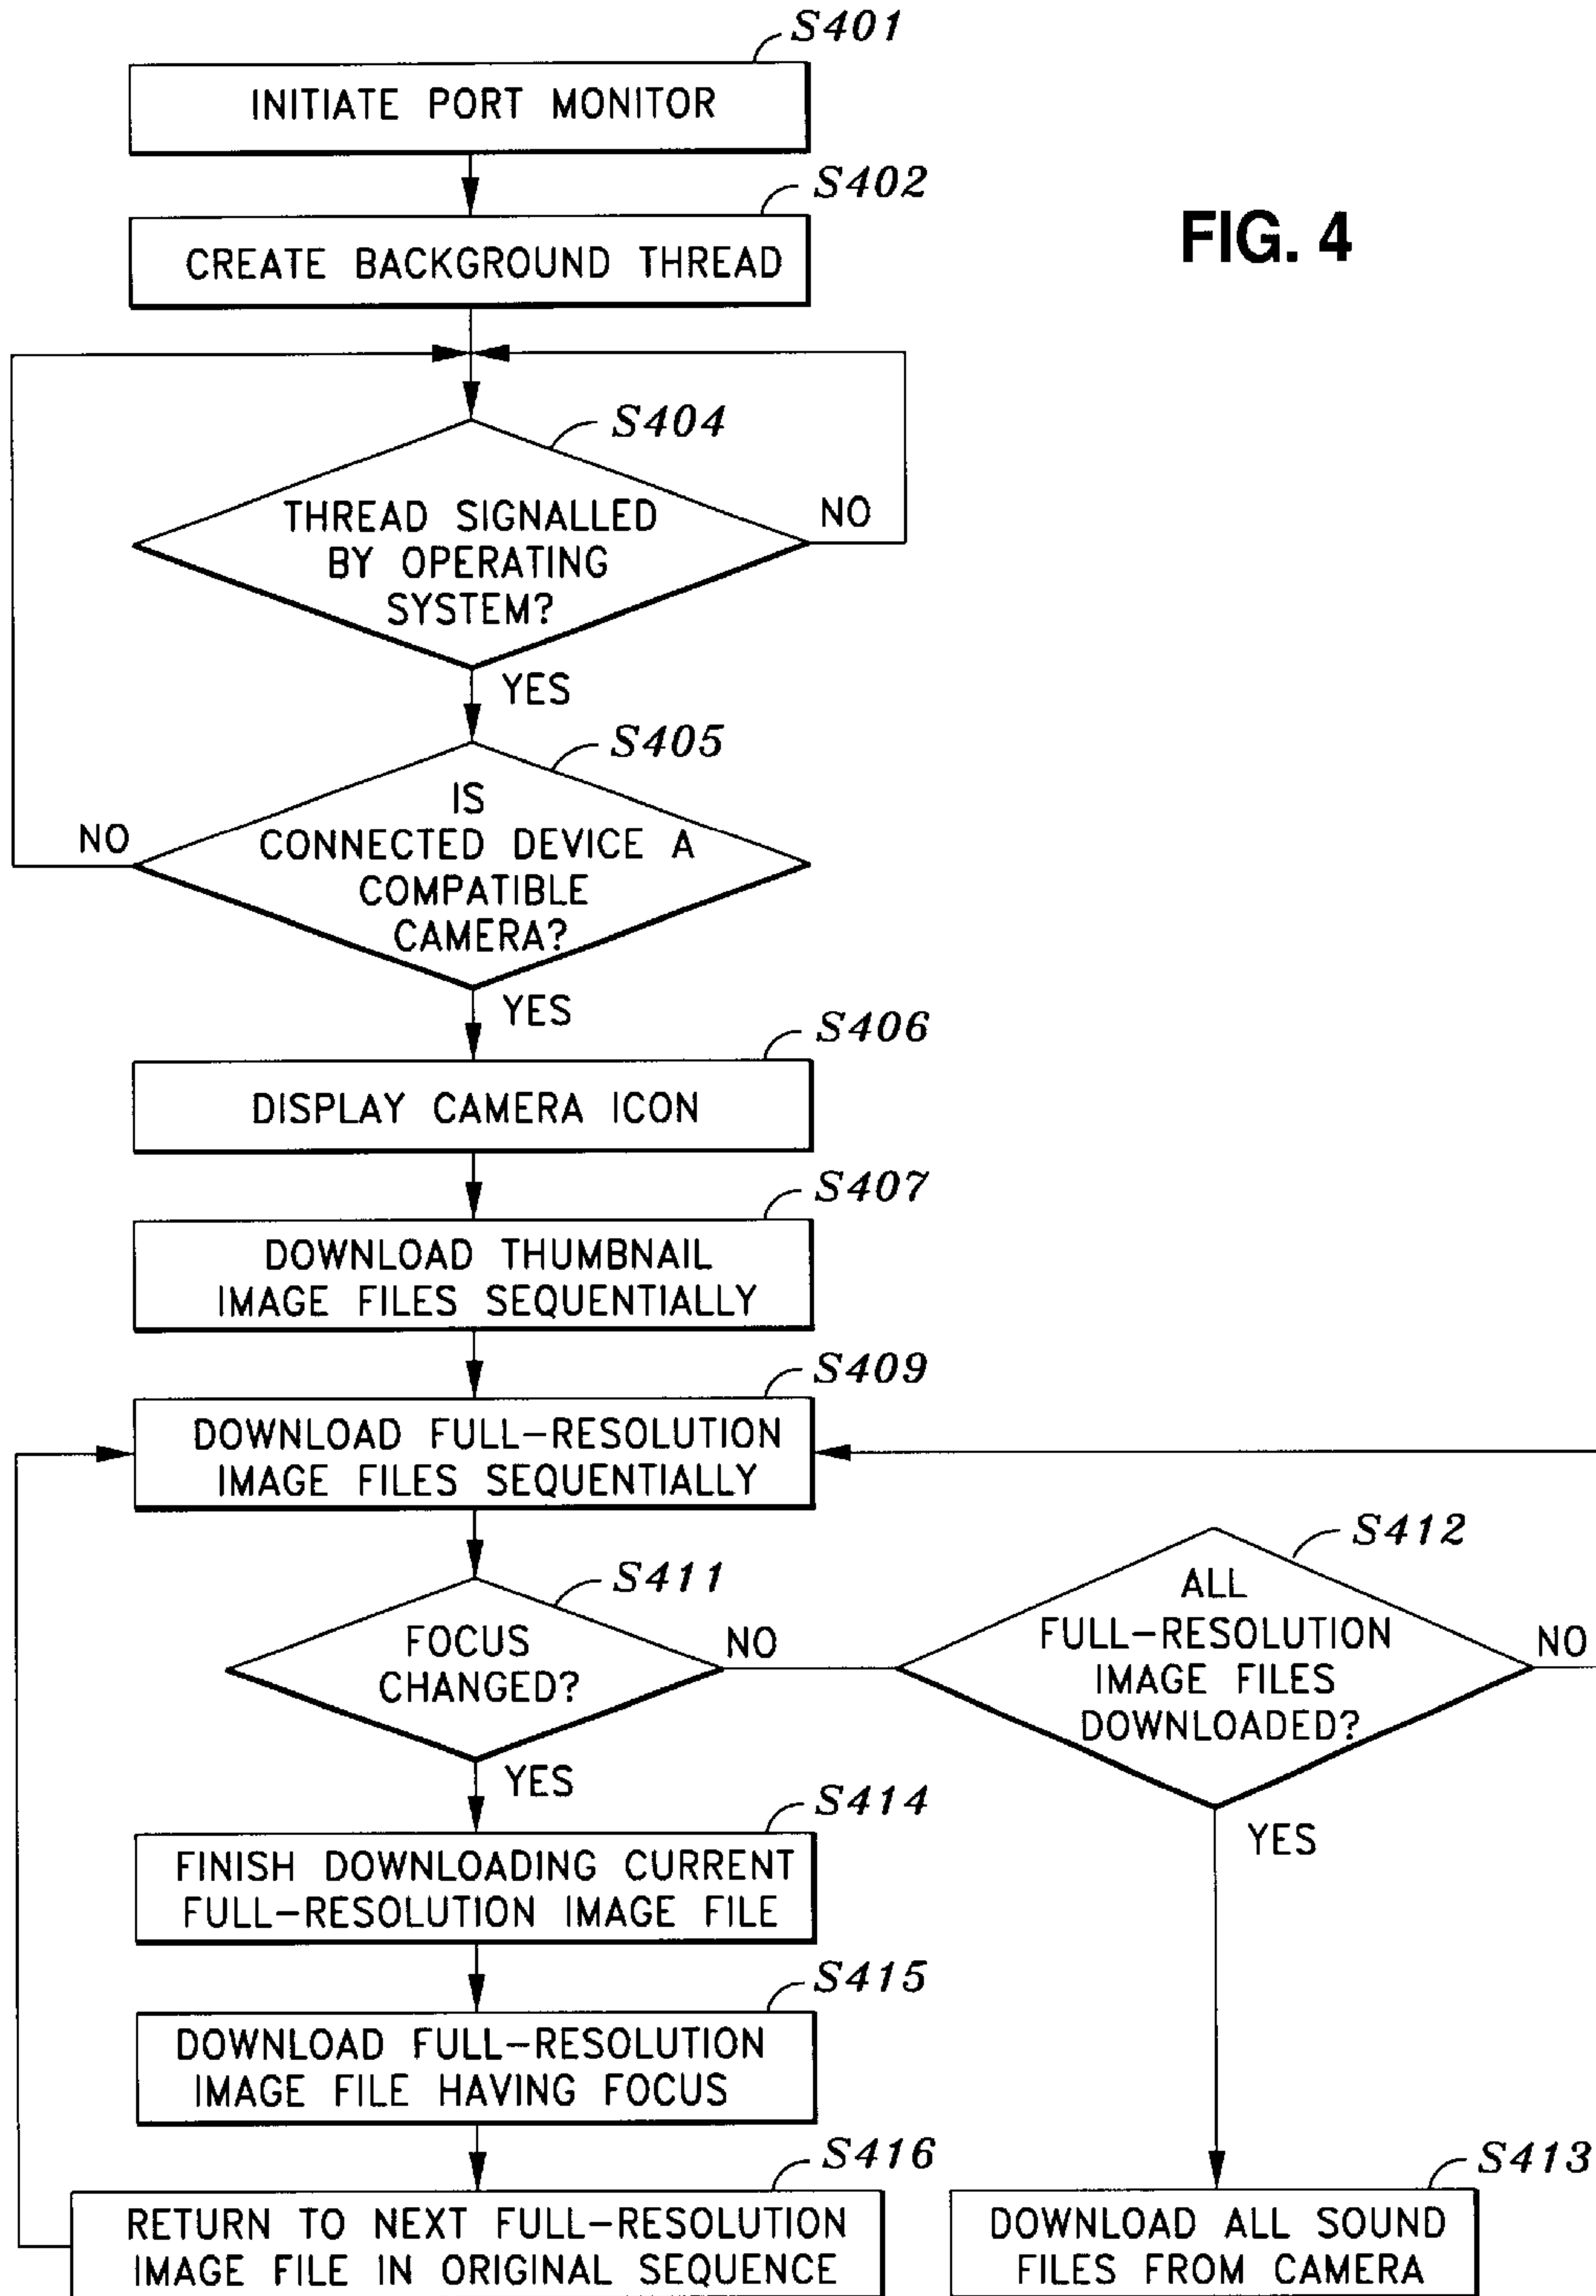 S401
INITIATE PORT MONITOR
S402
CREATE BACKGROUND THREAD
FIG. 4
S404
THREAD SIGNALLED
BY OPERATING
SYSTEM?
NO
YES
S405
IS
CONNECTED DEVICE A
COMPATIBLE
CAMERA?
NO
YES
S406
DISPLAY CAMERA ICON
S407
DOWNLOAD THUMBNAIL
IMAGE FILES SEQUENTIALLY
S409
DOWNLOAD FULL-RESOLUTION
IMAGE FILES SEQUENTIALLY
S411
FOCUS
CHANGED?
NO
YES
S412
ALL
FULL-RESOLUTION
IMAGE FILES
DOWNLOADED?
NO
YES
S414
FINISH DOWNLOADING CURRENT
FULL-RESOLUTION IMAGE FILE
S415
DOWNLOAD FULL-RESOLUTION
IMAGE FILE HAVING FOCUS
S416
RETURN TO NEXT FULL-RESOLUTION
IMAGE FILE IN ORIGINAL SEQUENCE
S413
DOWNLOAD ALL SOUND
FILES FROM CAMERA